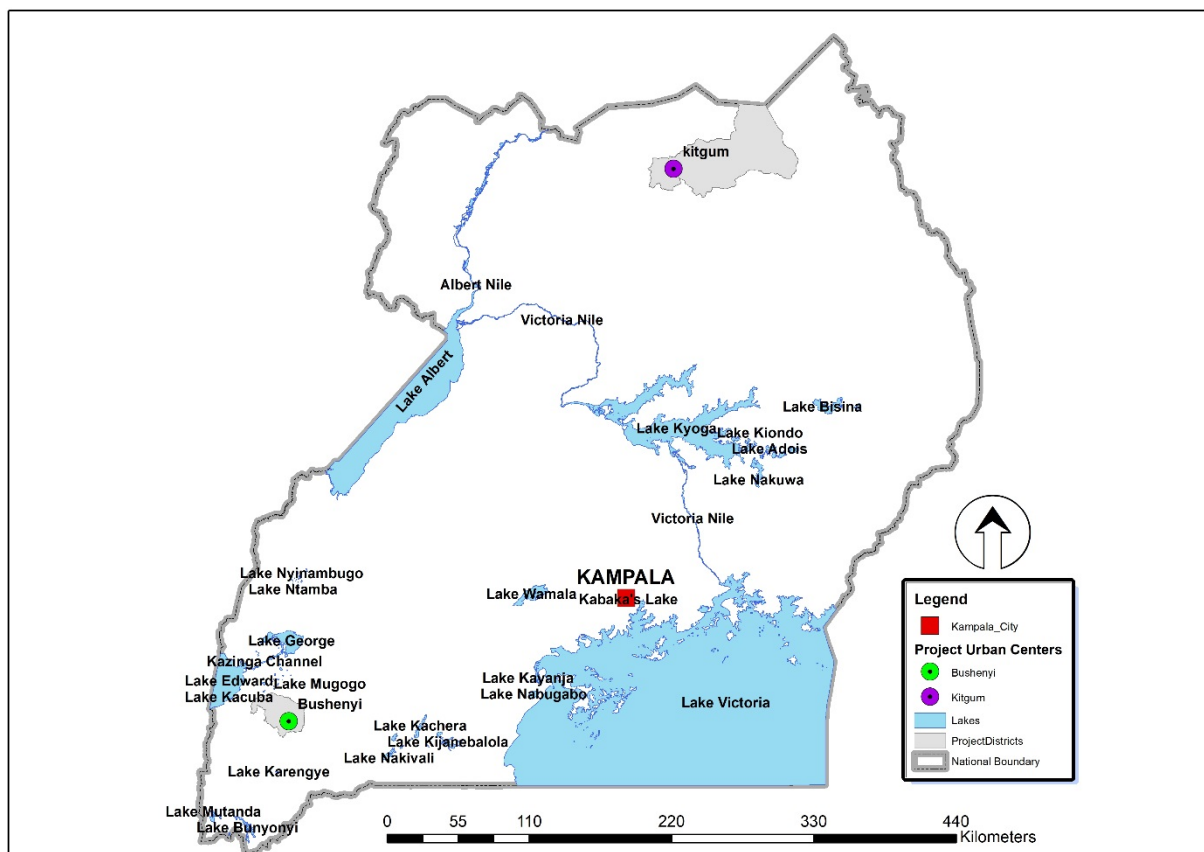 kitgum
Albert Nile
Victoria Nile
Lake Albert
Lake Bisina
Lake Kyoga
Lake Kiondo
Lake Adois
Lake Nakuwa
Victoria Nile
KAMPALA
Kabaka's Lake
Lake Nyinambugo
Lake Ntamba
Lake Wamala
Lake George
Kazinga Channel
Lake Edward
Lake Mugogo
Lake Kacuba
Bushenyi
Lake Kayanja
Lake Nabugabo
Lake Victoria
Lake Kachera
Lake Kijanebalola
Lake Nakivali
Lake Karengye
Lake Mutanda
Lake Bunyonyi
Legend
Kampala_City
Project Urban Centers
Bushenyi
Kitgum
Lakes
ProjectDistricts
National Boundary
0 55 110 220 330 440
Kilometers